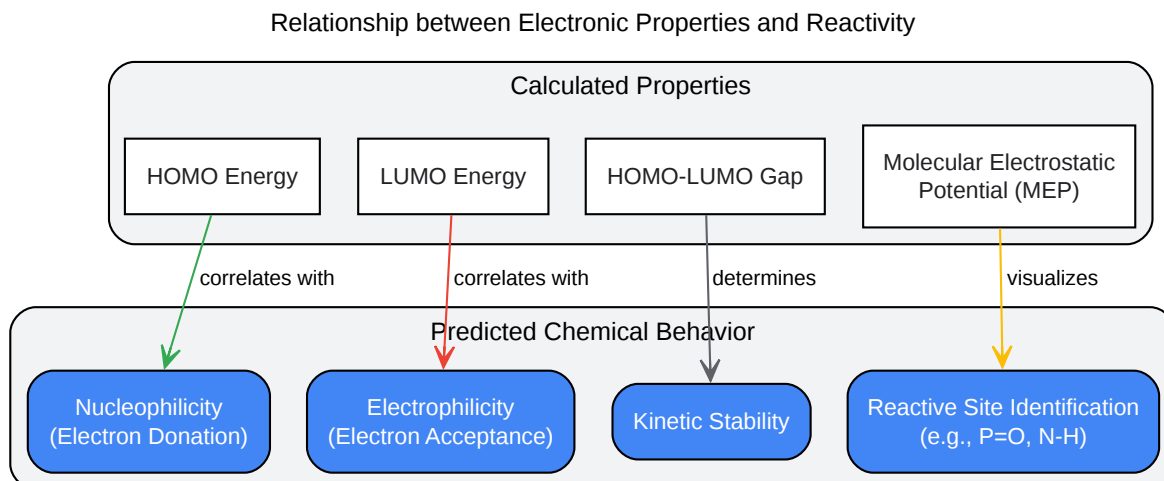 Relationship between Electronic Properties and Reactivity
Calculated Properties
HOMO Energy
LUMO Energy
HOMO-LUMO Gap
Molecular Electrostatic
Potential (MEP)
correlates with
correlates with
determines
visualizes
Predicted Chemical Behavior
Nucleophilicity
(Electron Donation)
Electrophilicity
(Electron Acceptance)
Kinetic Stability
Reactive Site Identification
(e.g., P=O, N-H)